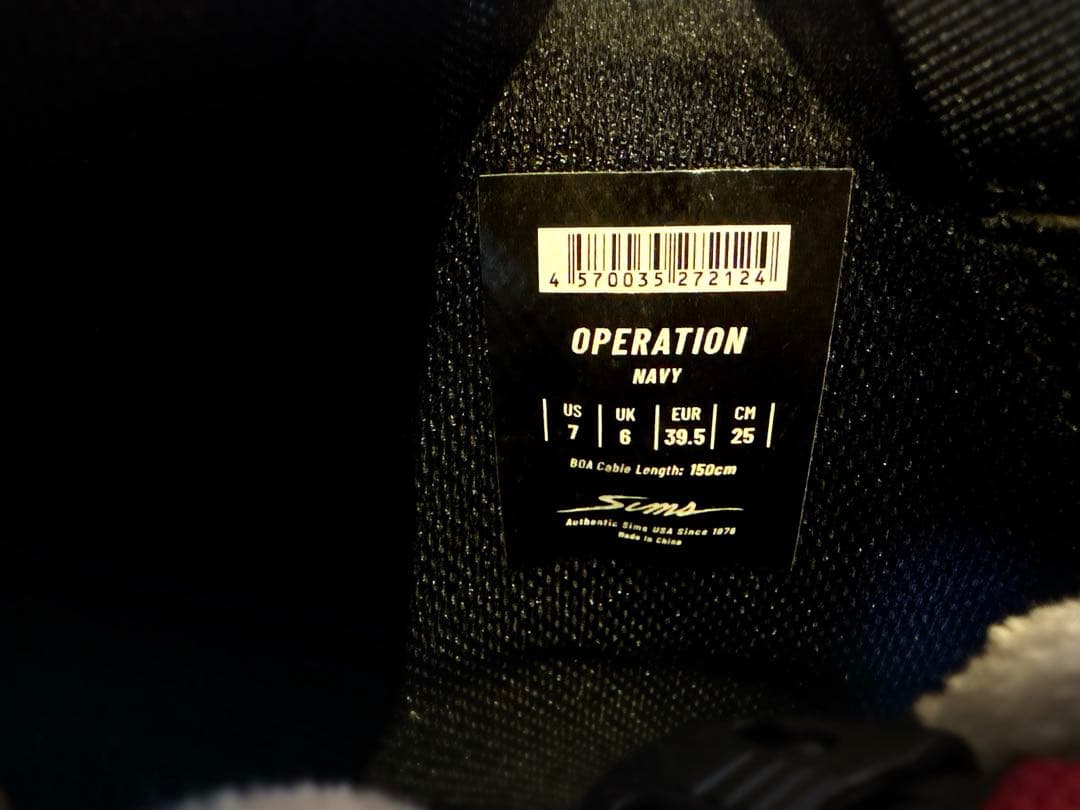 4 570035 272124
OPERATION
NAVY
US UK EUR CM
7 6 39.5 25
BOA Cable Length: 150cm
Sims
Authentic Sims USA Since 1976
Made in China